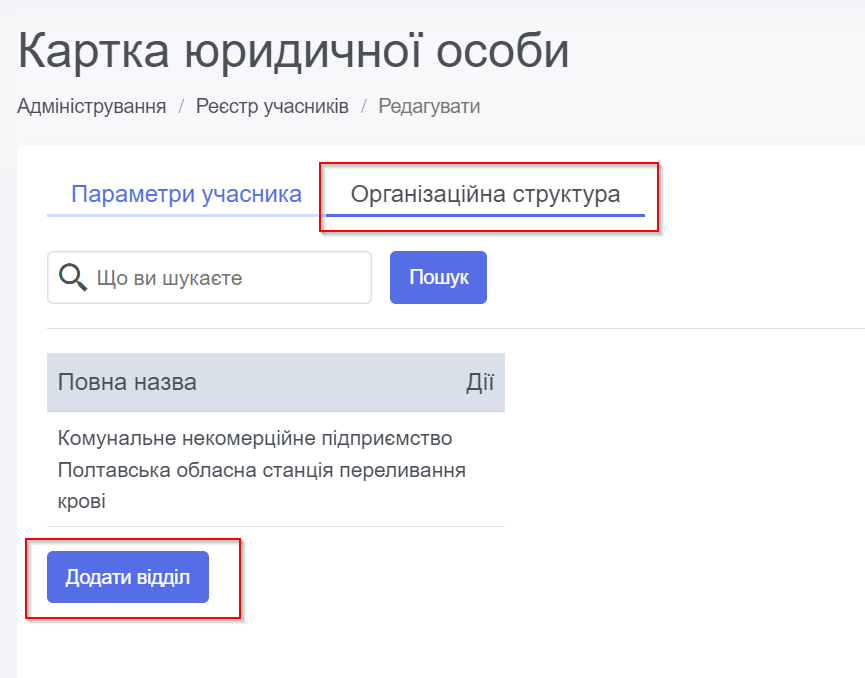 Картка юридичної особи
Адміністрування / Реєстр учасників / Редагувати
Параметри учасника Організаційна структура
Що ви шукаєте Пошук
Повна назва Дії
Комунальне некомерційне підприємство
Полтавська обласна станція переливання
крові
Додати відділ